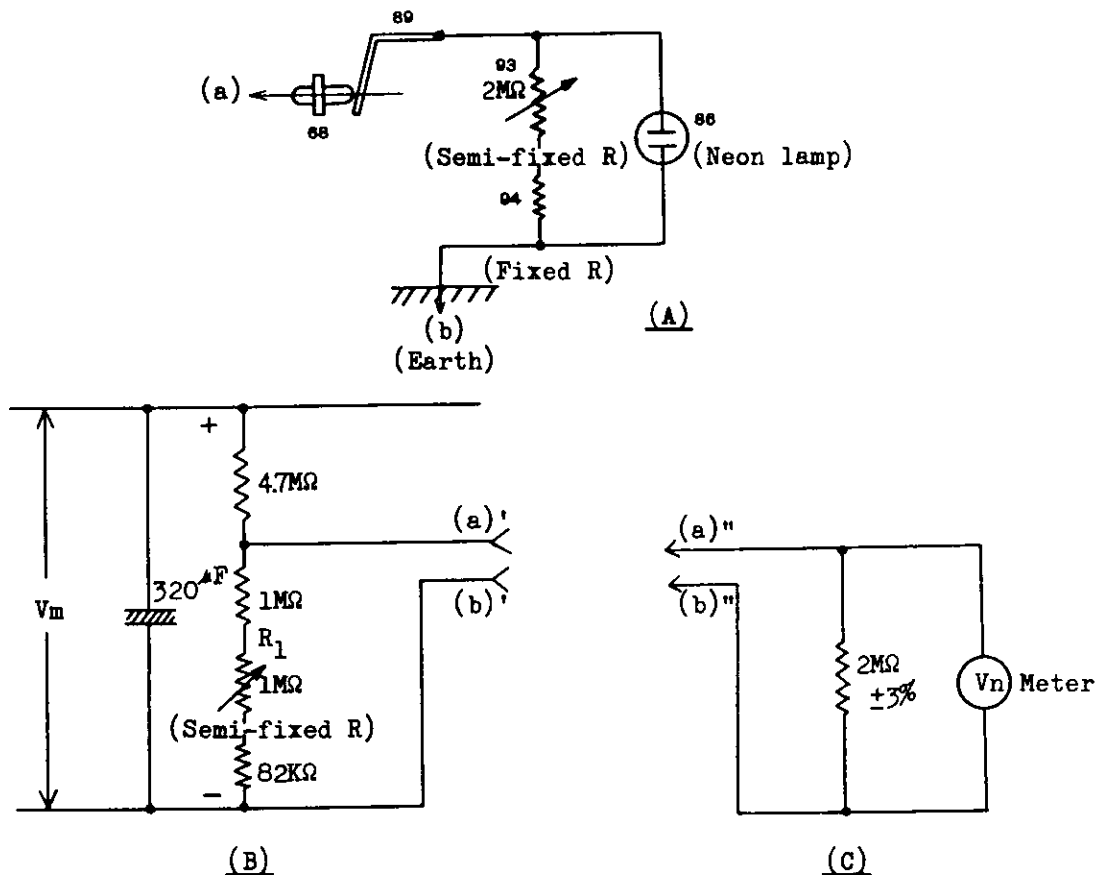 89
(a)
68
93
2MΩ
(Semi-fixed R)
94
86
(Neon lamp)
(Fixed R)
(b)
(Earth)
(A)
+
4.7MΩ
(a)'
(b)'
320μF
Vm
1MΩ
R1
1MΩ
(Semi-fixed R)
82KΩ
-
(B)
(a)"
(b)"
2MΩ
±3%
Vn Meter
(C)